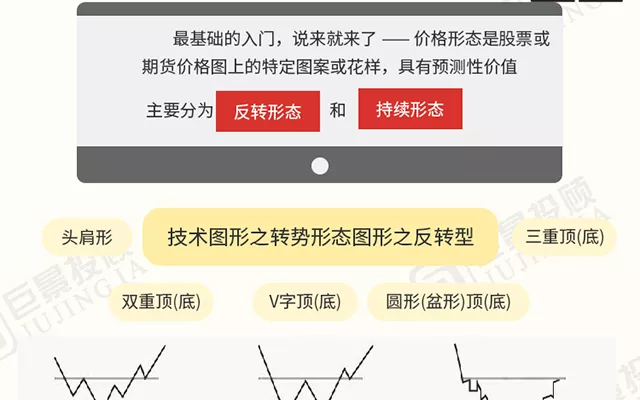 最基础的入门，说来就来了 —— 价格形态是股票或
期货价格图上的特定图案或花样，具有预测性价值
主要分为 反转形态 和 持续形态
头肩形 技术图形之转势形态图形之反转型 三重顶(底)
双重顶(底) V字顶(底) 圆形(盆形)顶(底)
巨景投顾
JUJINGTA